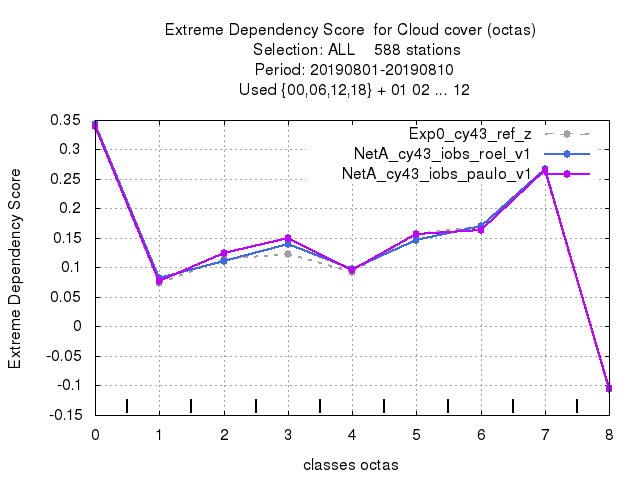 Extreme Dependency Score  for Cloud cover (octas)
Selection: ALL    588 stations
Period: 20190801-20190810
Used {00,06,12,18} + 01 02 ... 12
Exp0_cy43_ref_z
NetA_cy43_iobs_roel_v1
NetA_cy43_iobs_paulo_v1
Extreme Dependency Score
0.35
0.3
0.25
0.2
0.15
0.1
0.05
0
-0.05
-0.1
-0.15
0 1 2 3 4 5 6 7 8
classes octas